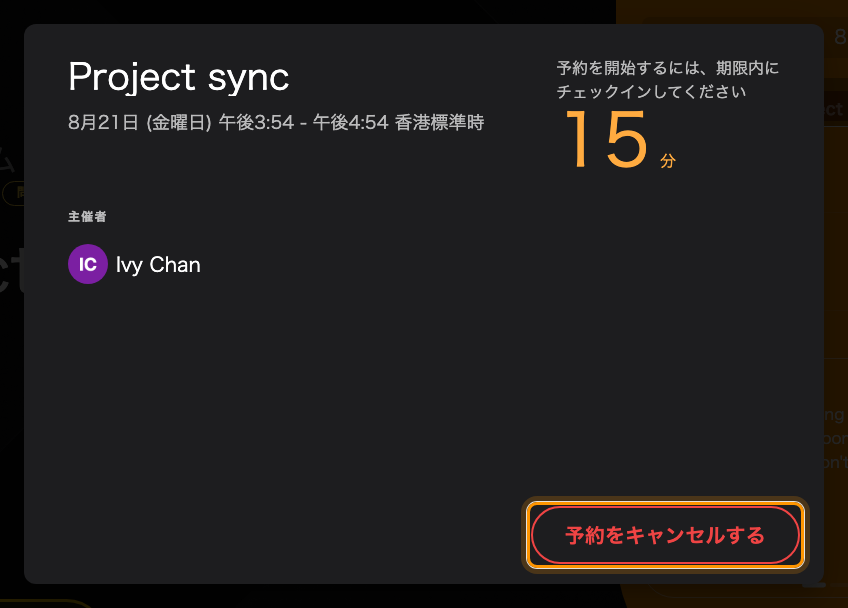 Project sync
8月21日 (金曜日) 午後3:54 - 午後4:54 香港標準時
予約を開始するには、期限内に
チェックインしてください
15 分
主催者
IC Ivy Chan
予約をキャンセルする